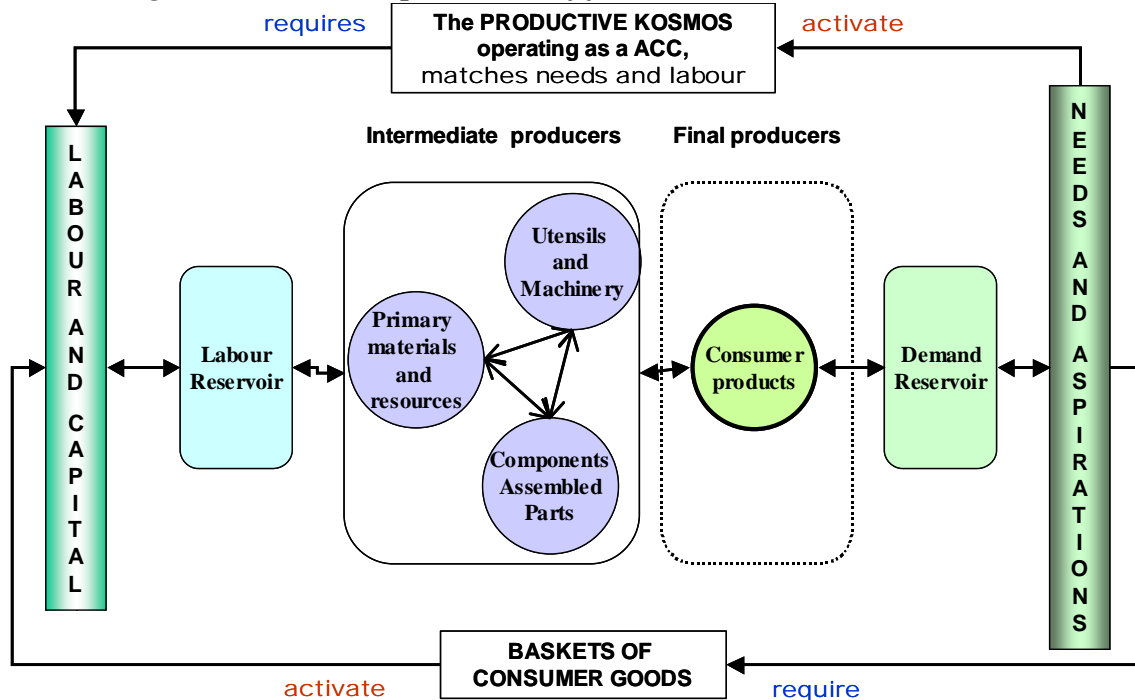 requires
The PRODUCTIVE KOSMOS
operating as a ACC,
matches needs and labour
activate
Intermediate producers
Final producers
LABOUR AND CAPITAL
Labour
Reservoir
Primary
materials
and
resources
Utensils
and
Machinery
Components
Assembled
Parts
Consumer
products
Demand
Reservoir
NEEDS AND ASPIRATIONS
BASKETS OF
CONSUMER GOODS
activate
require